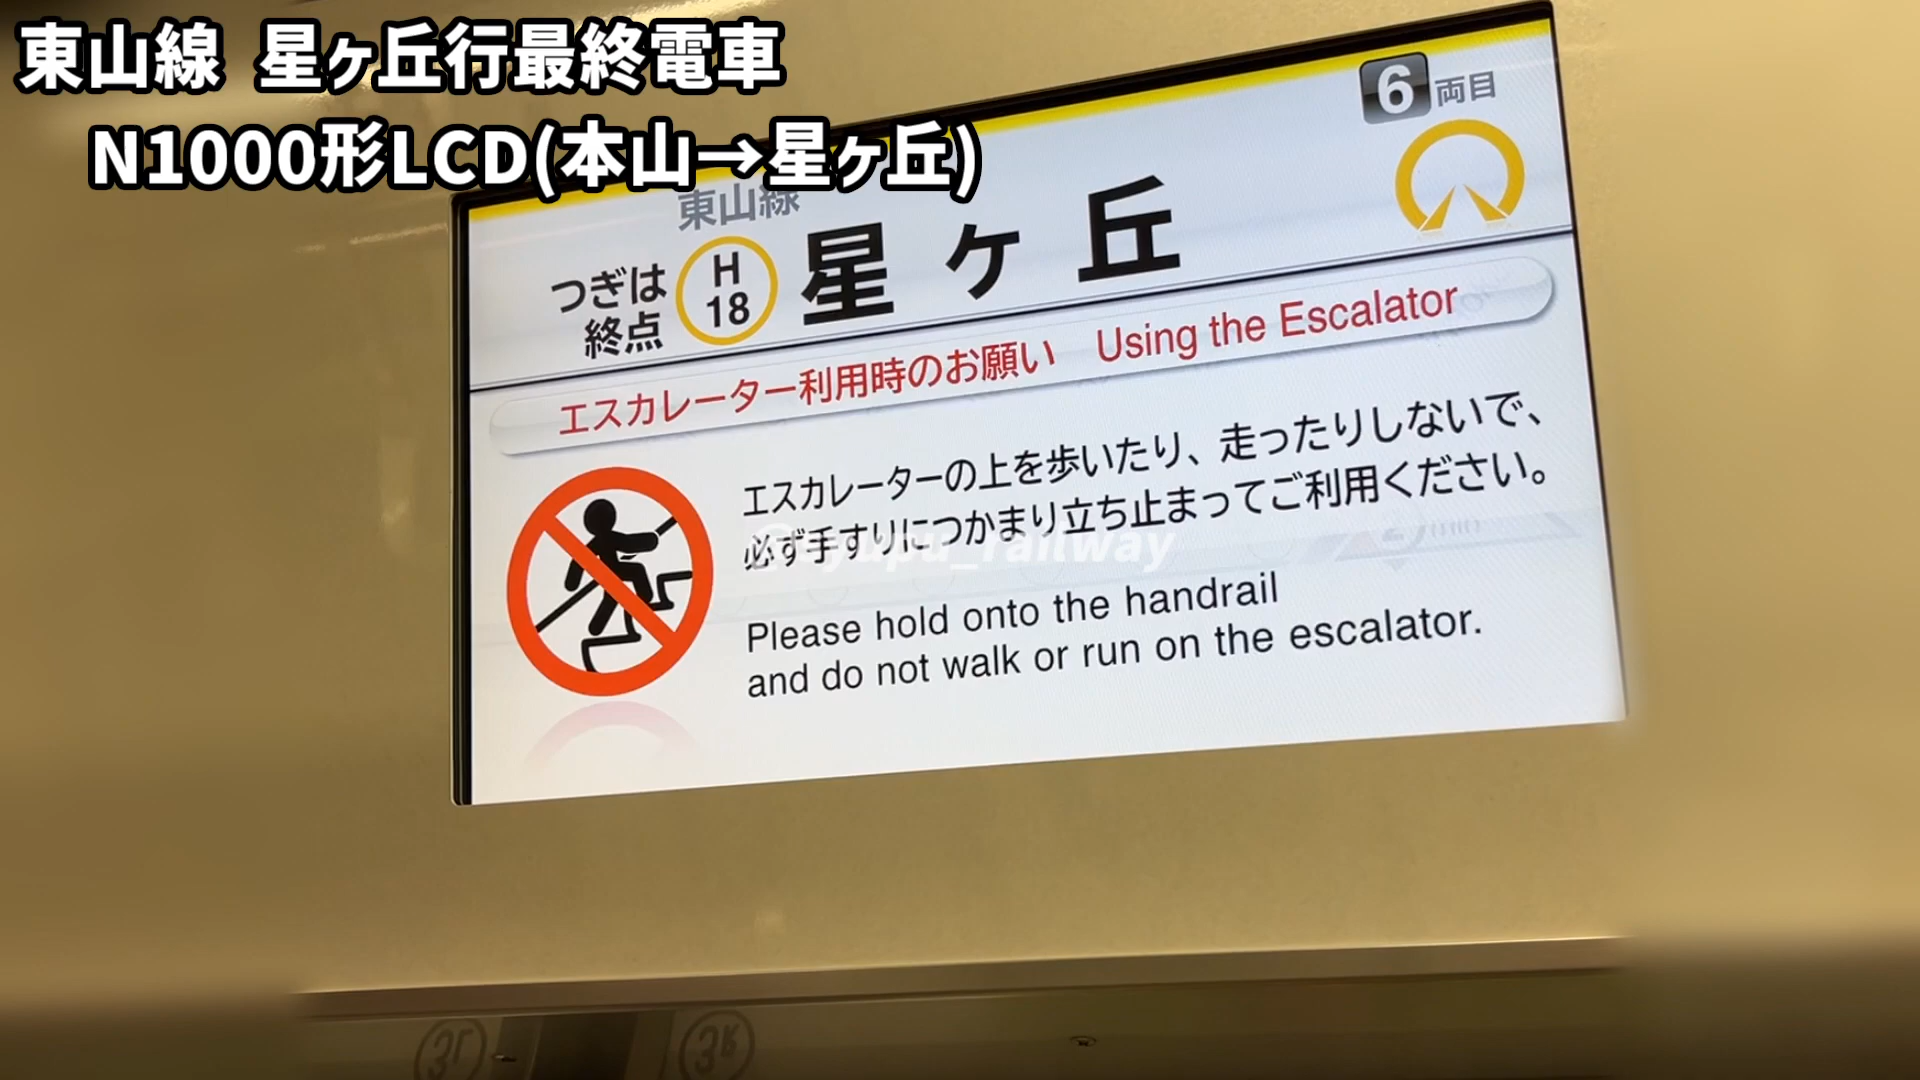 東山線 星ヶ丘行最終電車
N1000形LCD(本山→星ヶ丘)
6両目
東山線
つぎは
終点
H
18
星ヶ丘
エスカレーター利用時のお願い Using the Escalator
エスカレーターの上を歩いたり、走ったりしないで、
必ず手すりにつかまり立ち止まってご利用ください。
Please hold onto the handrail
and do not walk or run on the escalator.